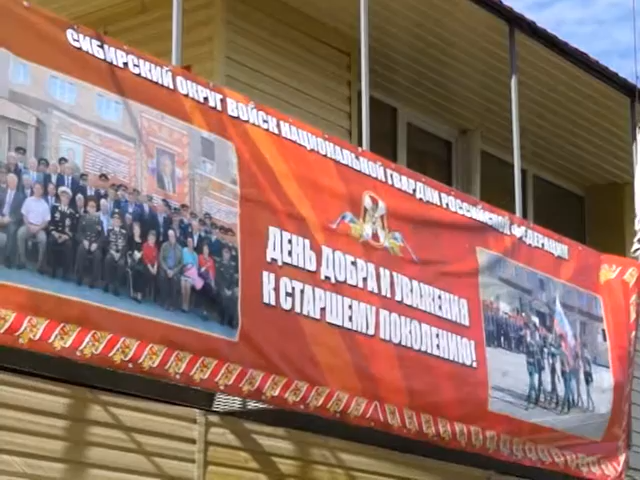 СИБИРСКИЙ ОКРУГ ВОЙСК НАЦИОНАЛЬНОЙ ГВАРДИИ РОССИЙСКОЙ ФЕДЕРАЦИИ
ДЕНЬ ДОБРА И УВАЖЕНИЯ
К СТАРШЕМУ ПОКОЛЕНИЮ!